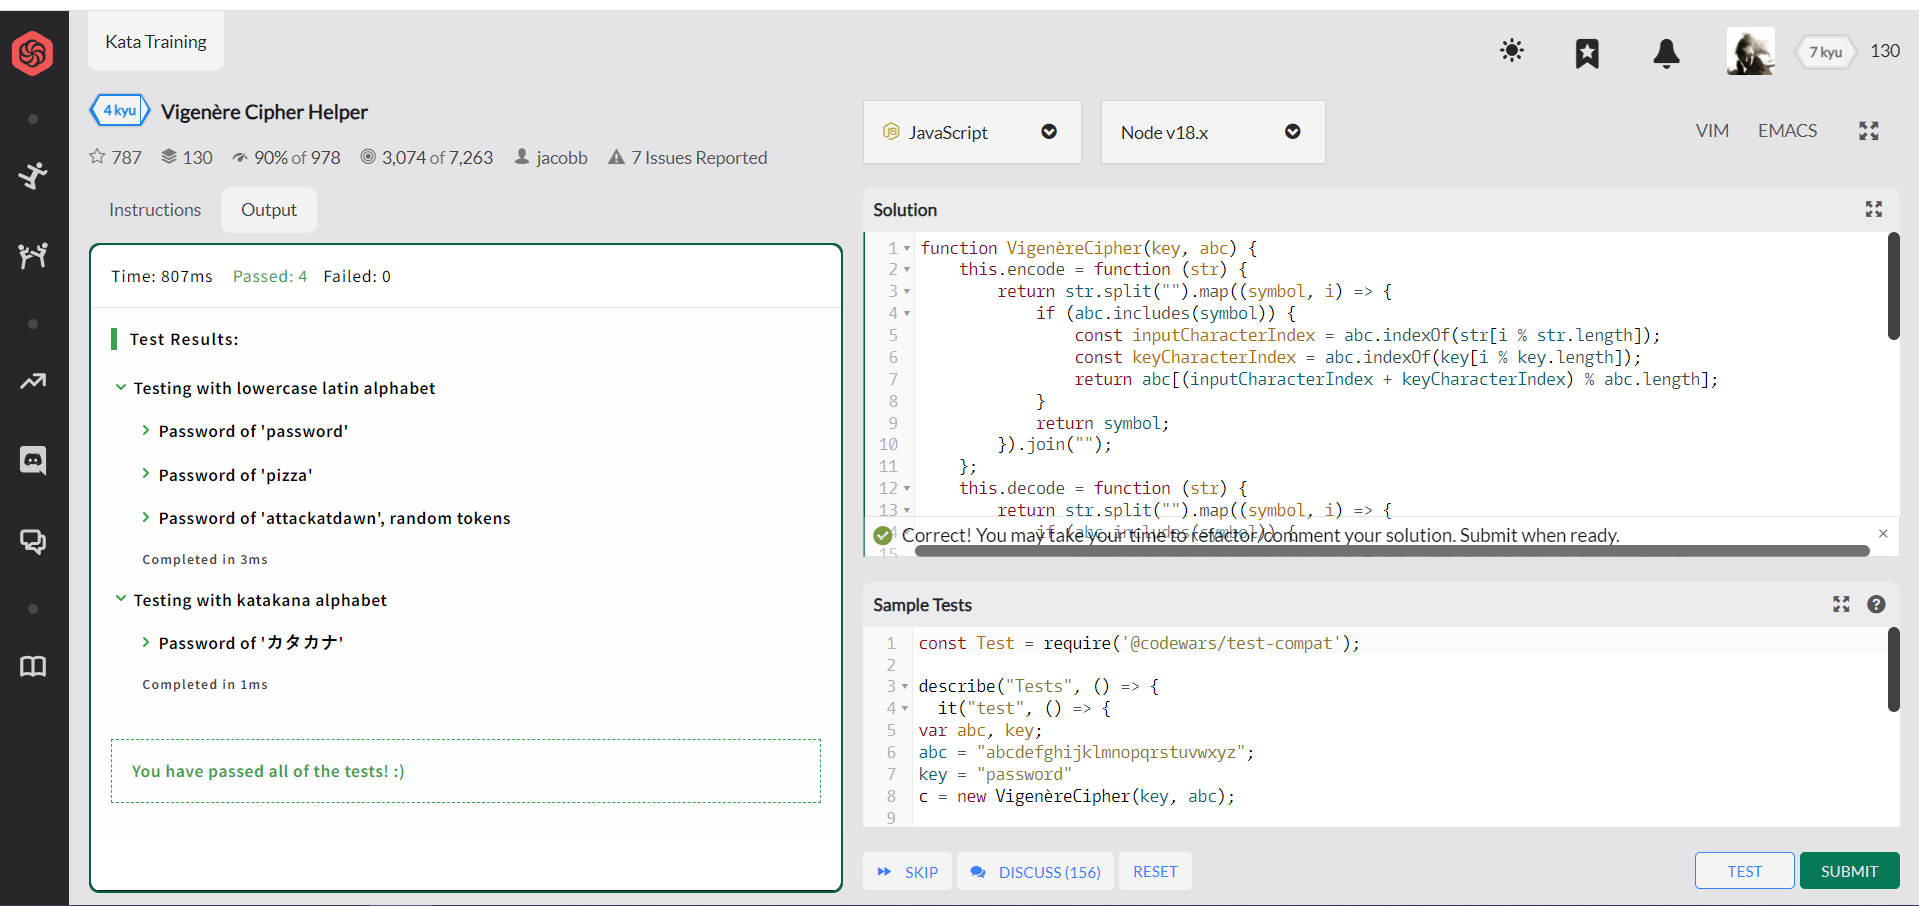 Kata Training
7 kyu
130
4 kyu
Vigenère Cipher Helper
787
130
90% of 978
3,074 of 7,263
jacobb
7 Issues Reported
JavaScript
Node v18.x
VIM
EMACS
Instructions
Output
Time: 807ms
Passed: 4
Failed: 0
Test Results:
Testing with lowercase latin alphabet
Password of 'password'
Password of 'pizza'
Password of 'attackatdawn', random tokens
Completed in 3ms
Testing with katakana alphabet
Password of 'カタカナ'
Completed in 1ms
You have passed all of the tests! :)
Solution
1 function VigenèreCipher(key, abc) {
2 this.encode = function (str) {
3 return str.split("").map((symbol, i) => {
4 if (abc.includes(symbol)) {
5 const inputCharacterIndex = abc.indexOf(str[i % str.length]);
6 const keyCharacterIndex = abc.indexOf(key[i % key.length]);
7 return abc[(inputCharacterIndex + keyCharacterIndex) % abc.length];
8 }
9 return symbol;
10 }).join("");
11 };
12 this.decode = function (str) {
13 return str.split("").map((symbol, i) => {
14 if (abc.includes(symbol)) {
Correct! You may take your time to refactor/comment your solution. Submit when ready.
15
Sample Tests
1 const Test = require('@codewars/test-compat');
2
3 describe("Tests", () => {
4 it("test", () => {
5 var abc, key;
6 abc = "abcdefghijklmnopqrstuvwxyz";
7 key = "password"
8 c = new VigenèreCipher(key, abc);
9
SKIP
DISCUSS (156)
RESET
TEST
SUBMIT